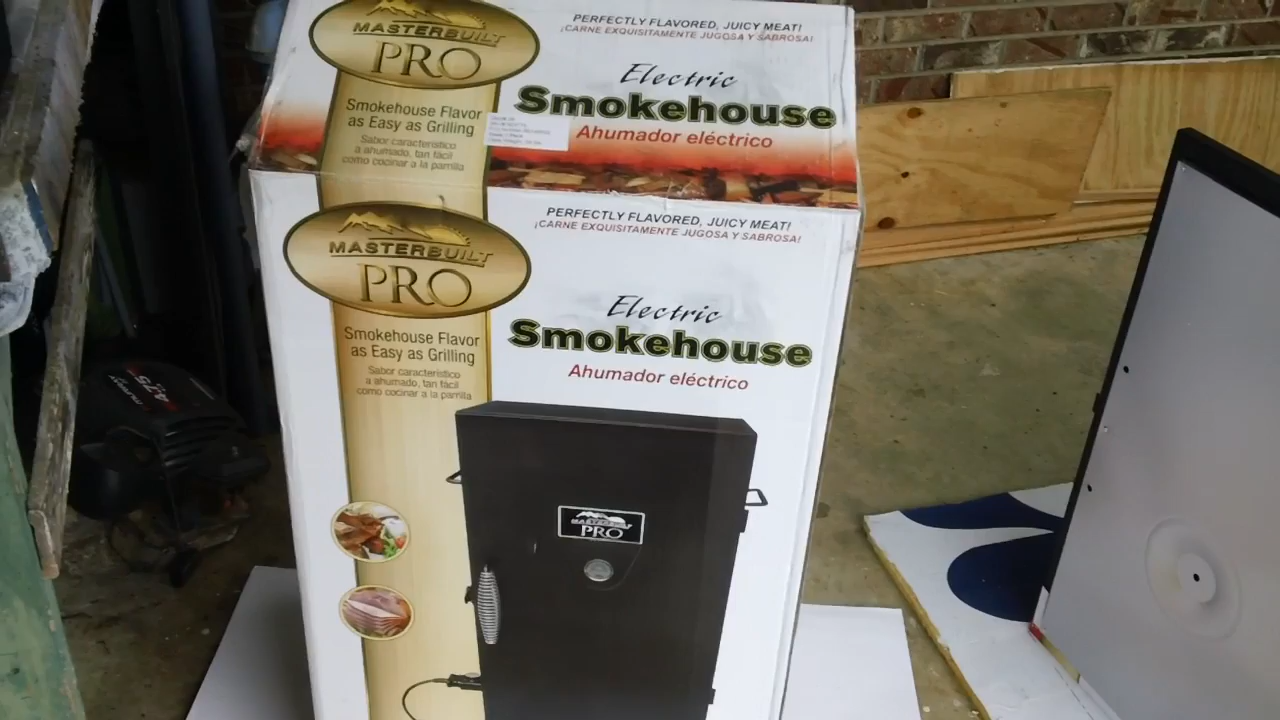 MASTERBUILT
PRO
PERFECTLY FLAVORED, JUICY MEAT!
¡CARNE EXQUISITAMENTE JUGOSA Y SABROSA!
Electric
Smokehouse
Ahumador eléctrico
Smokehouse Flavor
as Easy as Grilling
Sabor característico
a ahumado, tan fácil
como cocinar a la parrilla
MASTERBUILT
PRO
PERFECTLY FLAVORED, JUICY MEAT!
¡CARNE EXQUISITAMENTE JUGOSA Y SABROSA!
Electric
Smokehouse
Ahumador eléctrico
Smokehouse Flavor
as Easy as Grilling
Sabor característico
a ahumado, tan fácil
como cocinar a la parrilla
MASTERBUILT
PRO
4.75